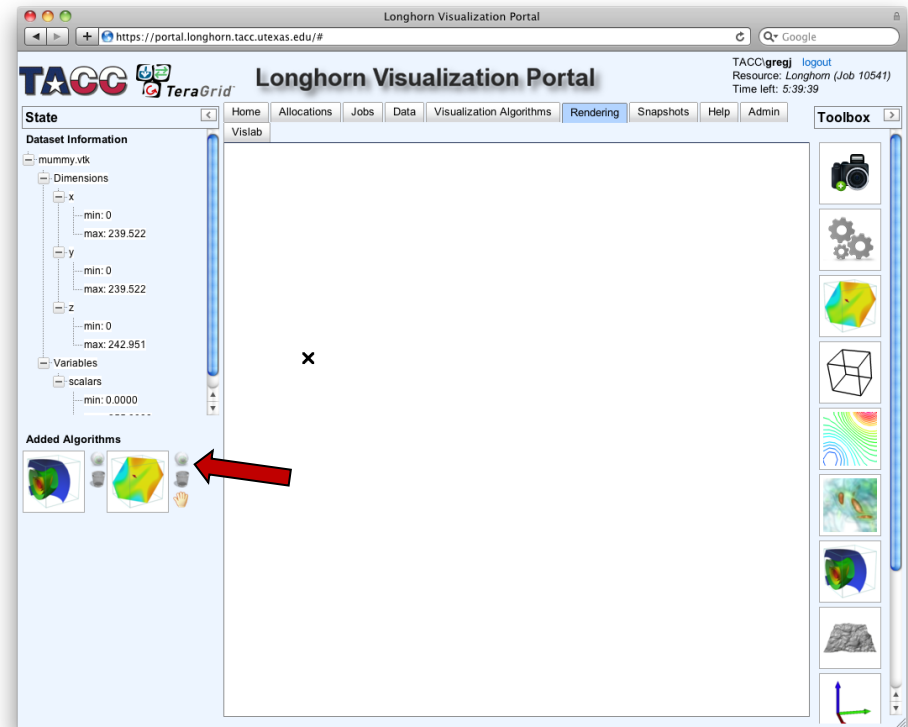 Longhorn Visualization Portal
https://portal.longhorn.tacc.utexas.edu/#
Google
TACC TeraGrid
Longhorn Visualization Portal
TACC\gregj logout
Resource: Longhorn (Job 10541)
Time left: 5:39:39
State
Home Allocations Jobs Data Visualization Algorithms Rendering Snapshots Help Admin
Vislab
Toolbox
Dataset Information
mummy.vtk
Dimensions
x
min: 0
max: 239.522
y
min: 0
max: 239.522
z
min: 0
max: 242.951
Variables
scalars
min: 0.0000
Added Algorithms